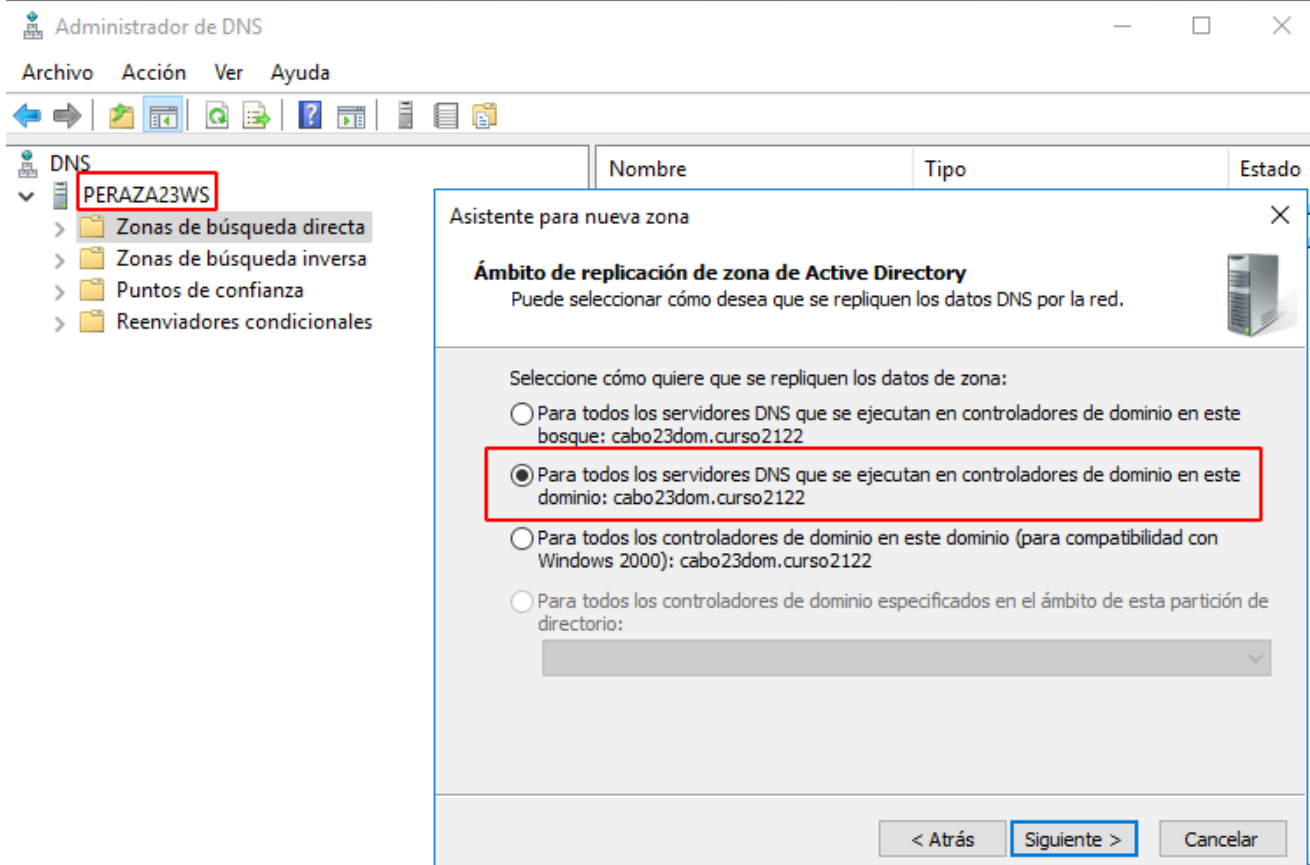 Administrador de DNS
Archivo Acción Ver Ayuda
DNS
PERAZA23WS
Zonas de búsqueda directa
Zonas de búsqueda inversa
Puntos de confianza
Reenviadores condicionales
Nombre Tipo Estado
Asistente para nueva zona
Ámbito de replicación de zona de Active Directory
Puede seleccionar cómo desea que se repliquen los datos DNS por la red.
Seleccione cómo quiere que se repliquen los datos de zona:
Para todos los servidores DNS que se ejecutan en controladores de dominio en este
bosque: cabo23dom.curso2122
Para todos los servidores DNS que se ejecutan en controladores de dominio en este
dominio: cabo23dom.curso2122
Para todos los controladores de dominio en este dominio (para compatibilidad con
Windows 2000): cabo23dom.curso2122
Para todos los controladores de dominio especificados en el ámbito de esta partición de
directorio:
< Atrás Siguiente > Cancelar